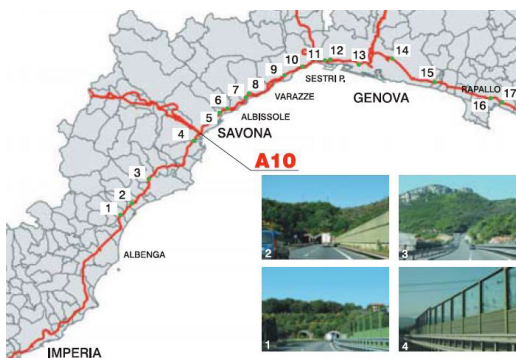 10
11
12
13
14
9
8
7
6
5
15
16
17
SESTRI P.
RAPALLO
VARAZZE
GENOVA
ALBISSOLE
SAVONA
4
A10
3
2
1
ALBENGA
IMPERIA
2
3
1
4